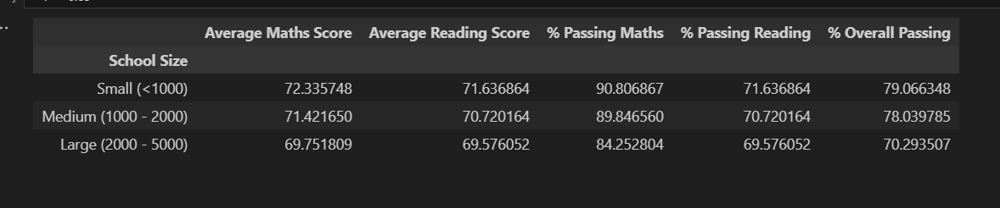 Average Maths Score Average Reading Score % Passing Maths % Passing Reading % Overall Passing
School Size
Small (<1000) 72.335748 71.636864 90.806867 71.636864 79.066348
Medium (1000 - 2000) 71.421650 70.720164 89.846560 70.720164 78.039785
Large (2000 - 5000) 69.751809 69.576052 84.252804 69.576052 70.293507